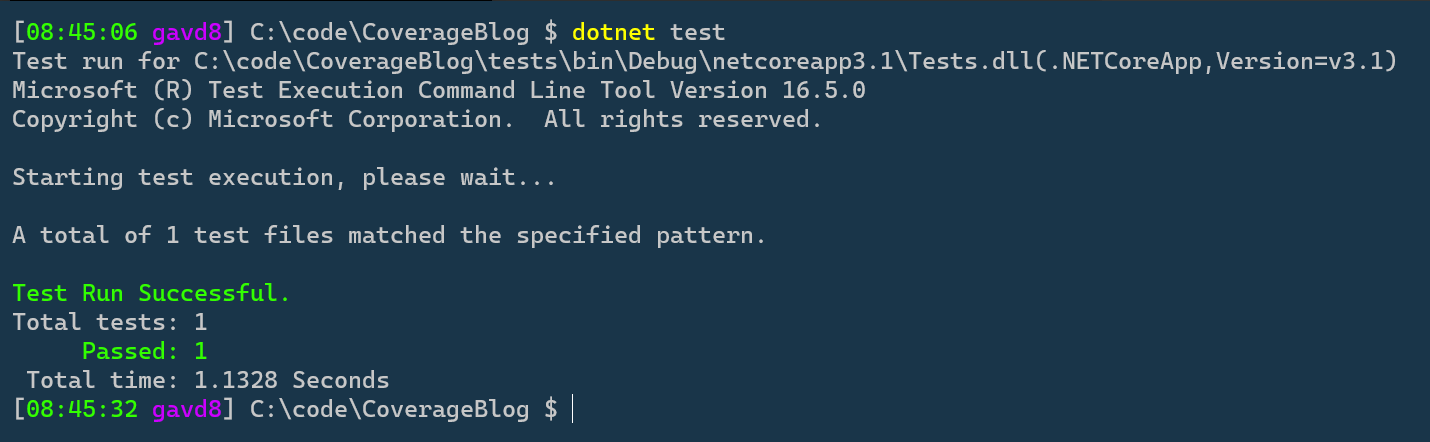 [08:45:06 gavd8] C:\code\CoverageBlog $ dotnet test
Test run for C:\code\CoverageBlog\tests\bin\Debug\netcoreapp3.1\Tests.dll(.NETCoreApp,Version=v3.1)
Microsoft (R) Test Execution Command Line Tool Version 16.5.0
Copyright (c) Microsoft Corporation.  All rights reserved.
Starting test execution, please wait...
A total of 1 test files matched the specified pattern.
Test Run Successful.
Total tests: 1
     Passed: 1
 Total time: 1.1328 Seconds
[08:45:32 gavd8] C:\code\CoverageBlog $